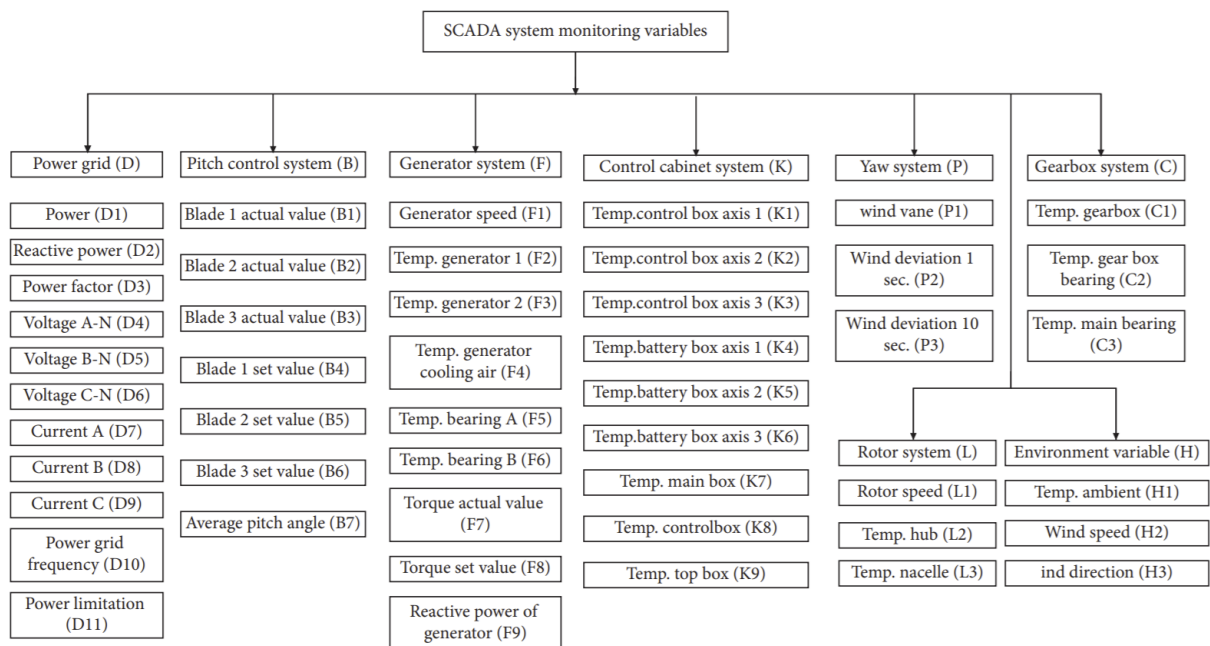 SCADA system monitoring variables
Power grid (D)
Power (D1)
Reactive power (D2)
Power factor (D3)
Voltage A-N (D4)
Voltage B-N (D5)
Voltage C-N (D6)
Current A (D7)
Current B (D8)
Current C (D9)
Power grid
frequency (D10)
Power limitation
(D11)
Pitch control system (B)
Blade 1 actual value (B1)
Blade 2 actual value (B2)
Blade 3 actual value (B3)
Blade 1 set value (B4)
Blade 2 set value (B5)
Blade 3 set value (B6)
Average pitch angle (B7)
Generator system (F)
Generator speed (F1)
Temp. generator 1 (F2)
Temp. generator 2 (F3)
Temp. generator
cooling air (F4)
Temp. bearing A (F5)
Temp. bearing B (F6)
Torque actual value
(F7)
Torque set value (F8)
Reactive power of
generator (F9)
Control cabinet system (K)
Temp.control box axis 1 (K1)
Temp.control box axis 2 (K2)
Temp.control box axis 3 (K3)
Temp.battery box axis 1 (K4)
Temp.battery box axis 2 (K5)
Temp.battery box axis 3 (K6)
Temp. main box (K7)
Temp. controlbox (K8)
Temp. top box (K9)
Yaw system (P)
wind vane (P1)
Wind deviation 1
sec. (P2)
Wind deviation 10
sec. (P3)
Gearbox system (C)
Temp. gearbox (C1)
Temp. gear box
bearing (C2)
Temp. main bearing
(C3)
Rotor system (L)
Rotor speed (L1)
Temp. hub (L2)
Temp. nacelle (L3)
Environment variable (H)
Temp. ambient (H1)
Wind speed (H2)
ind direction (H3)